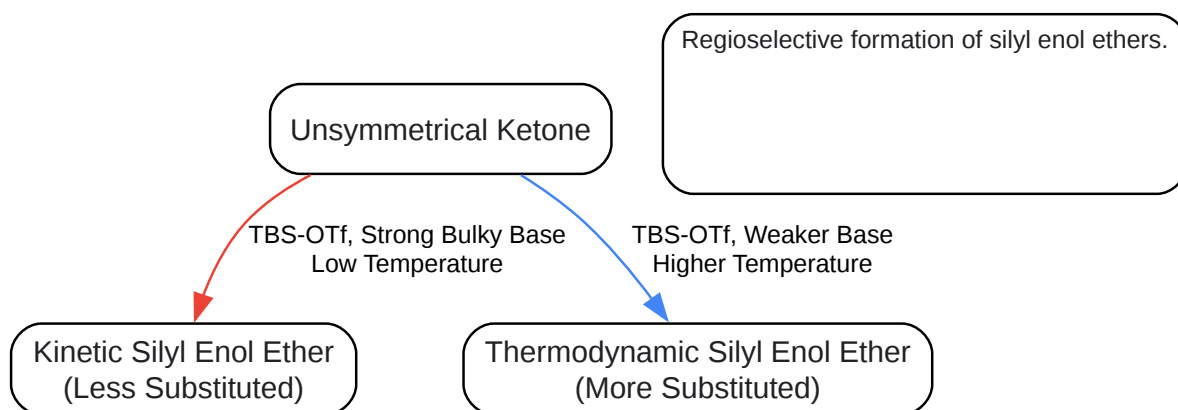 Regioselective formation of silyl enol ethers.
Unsymmetrical Ketone
TBS-OTf, Strong Bulky Base
Low Temperature
TBS-OTf, Weaker Base
Higher Temperature
Kinetic Silyl Enol Ether
(Less Substituted)
Thermodynamic Silyl Enol Ether
(More Substituted)